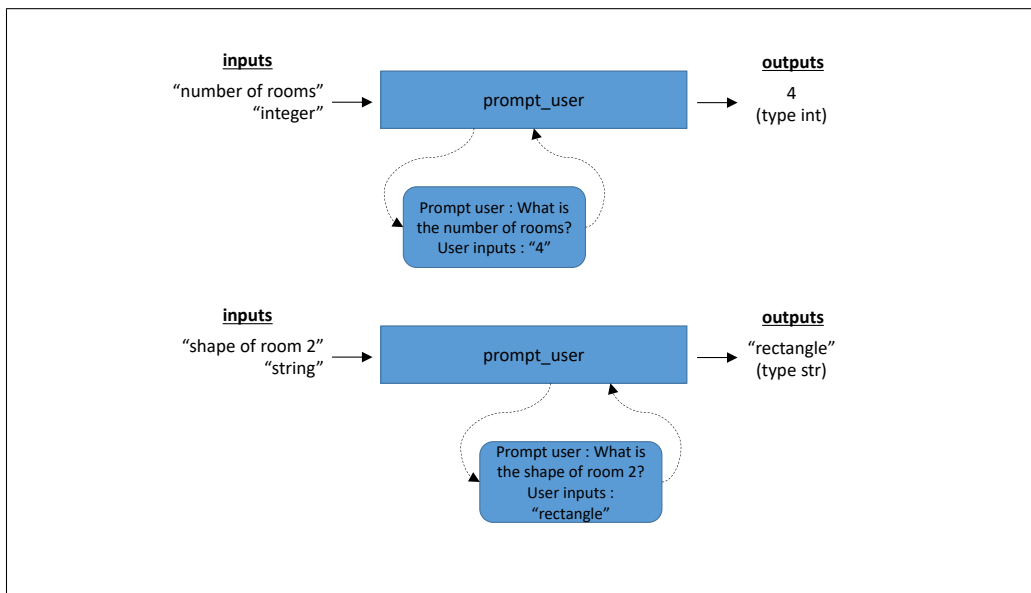 inputs
“number of rooms”
“integer”
prompt_user
outputs
4
(type int)
Prompt user : What is
the number of rooms?
User inputs : “4”
inputs
“shape of room 2”
“string”
prompt_user
outputs
“rectangle”
(type str)
Prompt user : What is
the shape of room 2?
User inputs :
“rectangle”